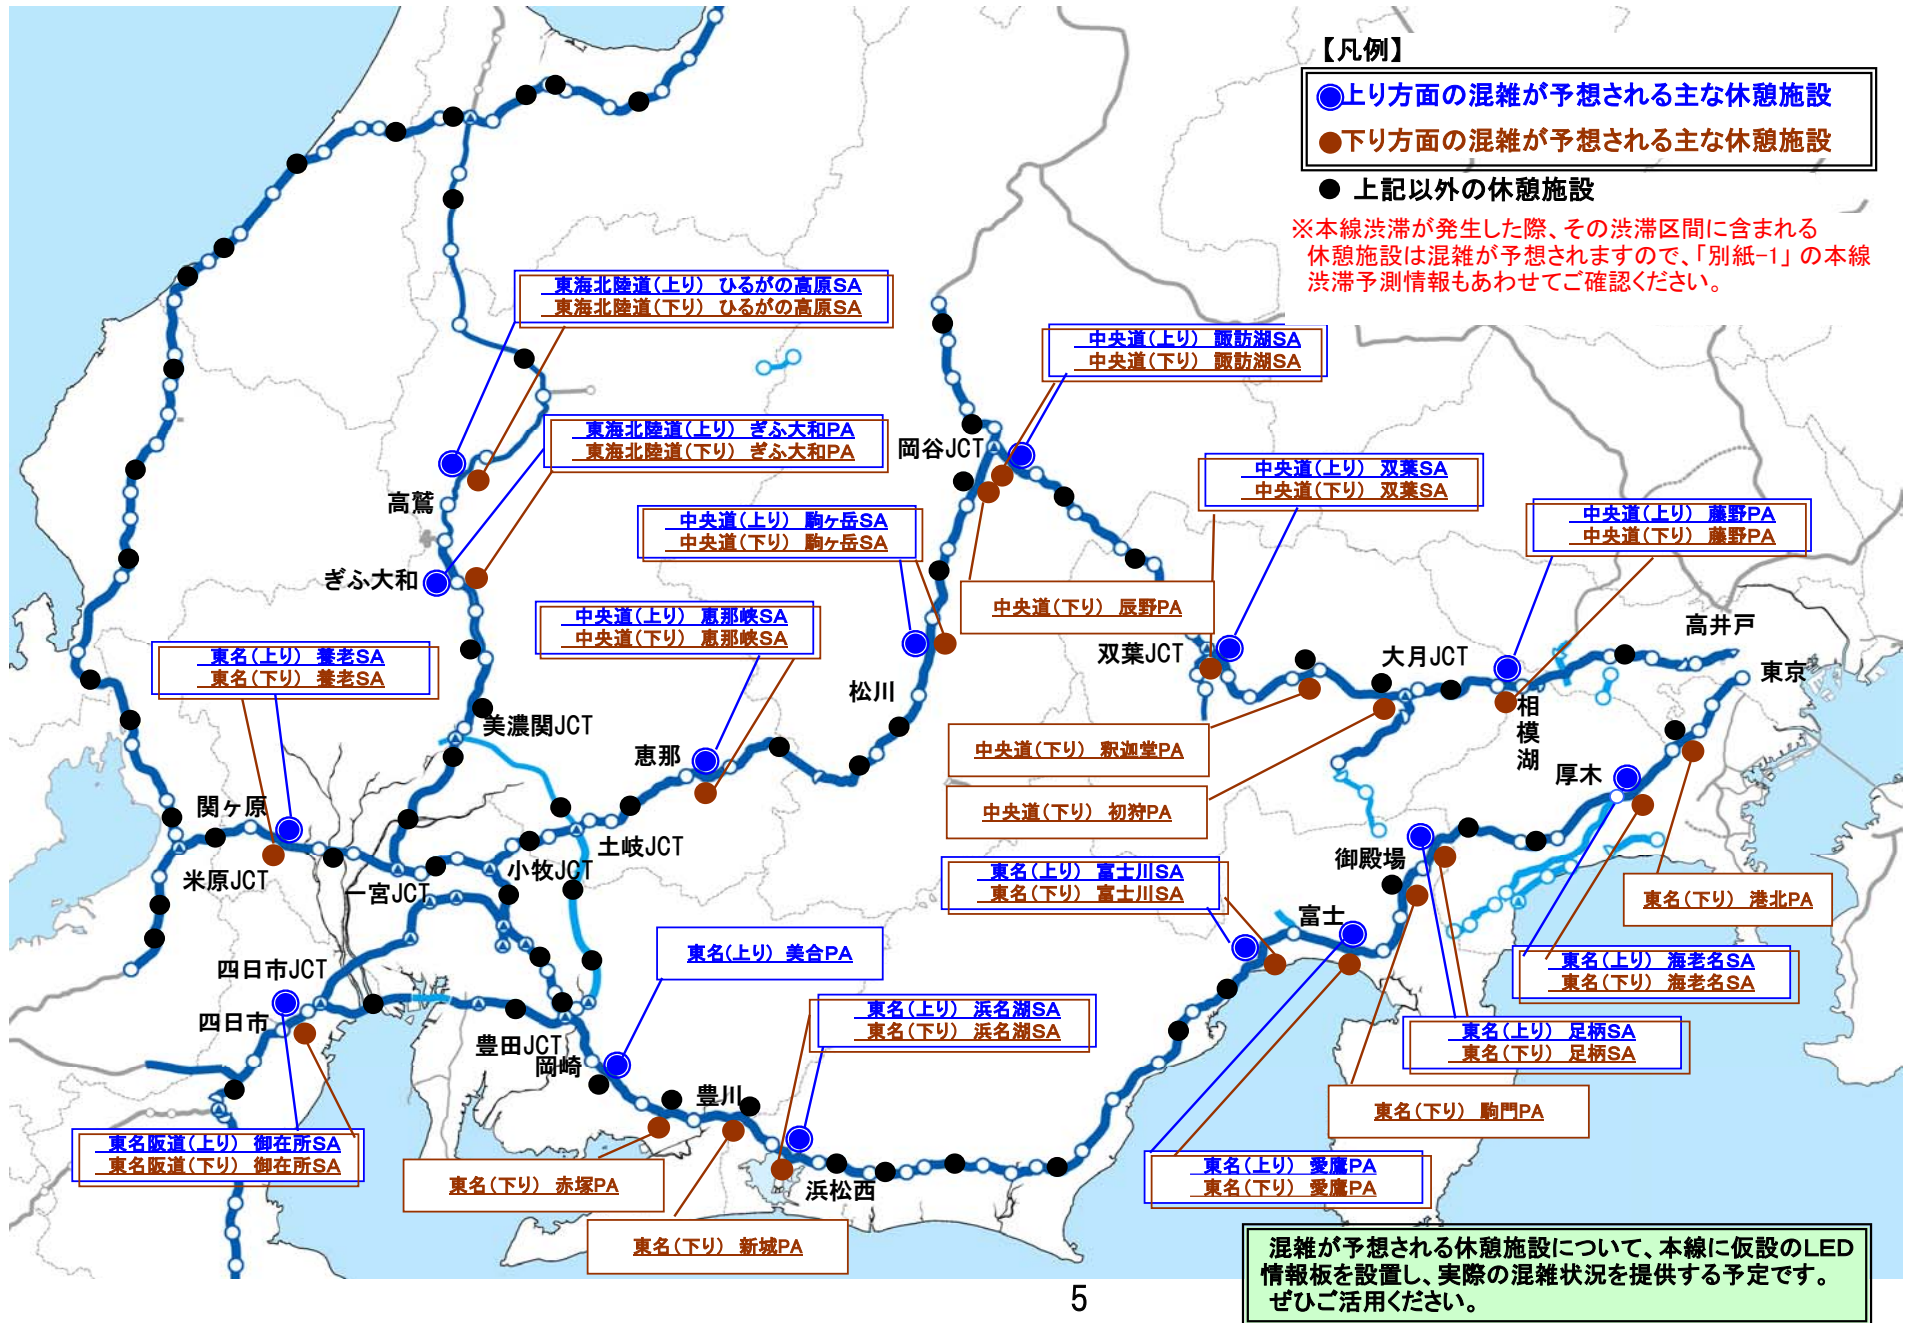 【凡例】
●上り方面の混雑が予想される主な休憩施設
●下り方面の混雑が予想される主な休憩施設
● 上記以外の休憩施設
※本線渋滞が発生した際、その渋滞区間に含まれる
休憩施設は混雑が予想されますので、「別紙-1」の本線
渋滞予測情報もあわせてご確認ください。
東海北陸道(上り) ひるがの高原SA
東海北陸道(下り) ひるがの高原SA
中央道(上り) 諏訪湖SA
中央道(下り) 諏訪湖SA
東海北陸道(上り) ぎふ大和PA
東海北陸道(下り) ぎふ大和PA
岡谷JCT
中央道(上り) 双葉SA
中央道(下り) 双葉SA
高鷲
中央道(上り) 駒ヶ岳SA
中央道(下り) 駒ヶ岳SA
中央道(上り) 藤野PA
中央道(下り) 藤野PA
ぎふ大和
中央道(下り) 辰野PA
中央道(上り) 恵那峡SA
中央道(下り) 恵那峡SA
高井戸
東名(上り) 養老SA
東名(下り) 養老SA
双葉JCT
大月JCT
東京
松川
相模湖
美濃関JCT
恵那
中央道(下り) 釈迦堂PA
厚木
関ヶ原
中央道(下り) 初狩PA
土岐JCT
御殿場
小牧JCT
米原JCT
一宮JCT
東名(上り) 富士川SA
東名(下り) 富士川SA
東名(下り) 港北PA
富士
東名(上り) 美合PA
四日市JCT
東名(上り) 海老名SA
東名(下り) 海老名SA
四日市
東名(上り) 浜名湖SA
東名(下り) 浜名湖SA
東名(上り) 足柄SA
東名(下り) 足柄SA
豊田JCT
岡崎
豊川
東名(下り) 駒門PA
東名阪道(上り) 御在所SA
東名阪道(下り) 御在所SA
東名(上り) 愛鷹PA
東名(下り) 愛鷹PA
東名(下り) 赤塚PA
浜松西
東名(下り) 新城PA
混雑が予想される休憩施設について、本線に仮設のLED
情報板を設置し、実際の混雑状況を提供する予定です。
ぜひご活用ください。
5